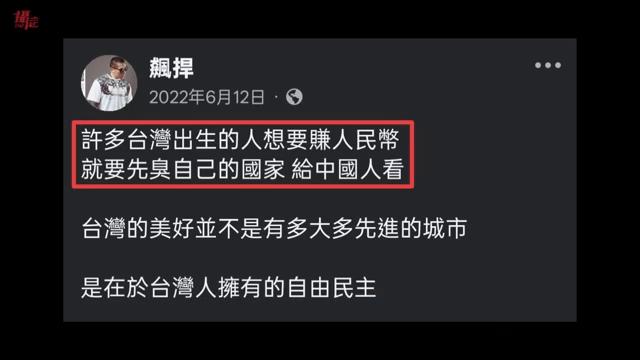 飆捍
2022年6月12日
許多台灣出生的人想要賺人民幣
就要先臭自己的國家 給中國人看
台灣的美好並不是有多大多先進的城市
是在於台灣人擁有的自由民主